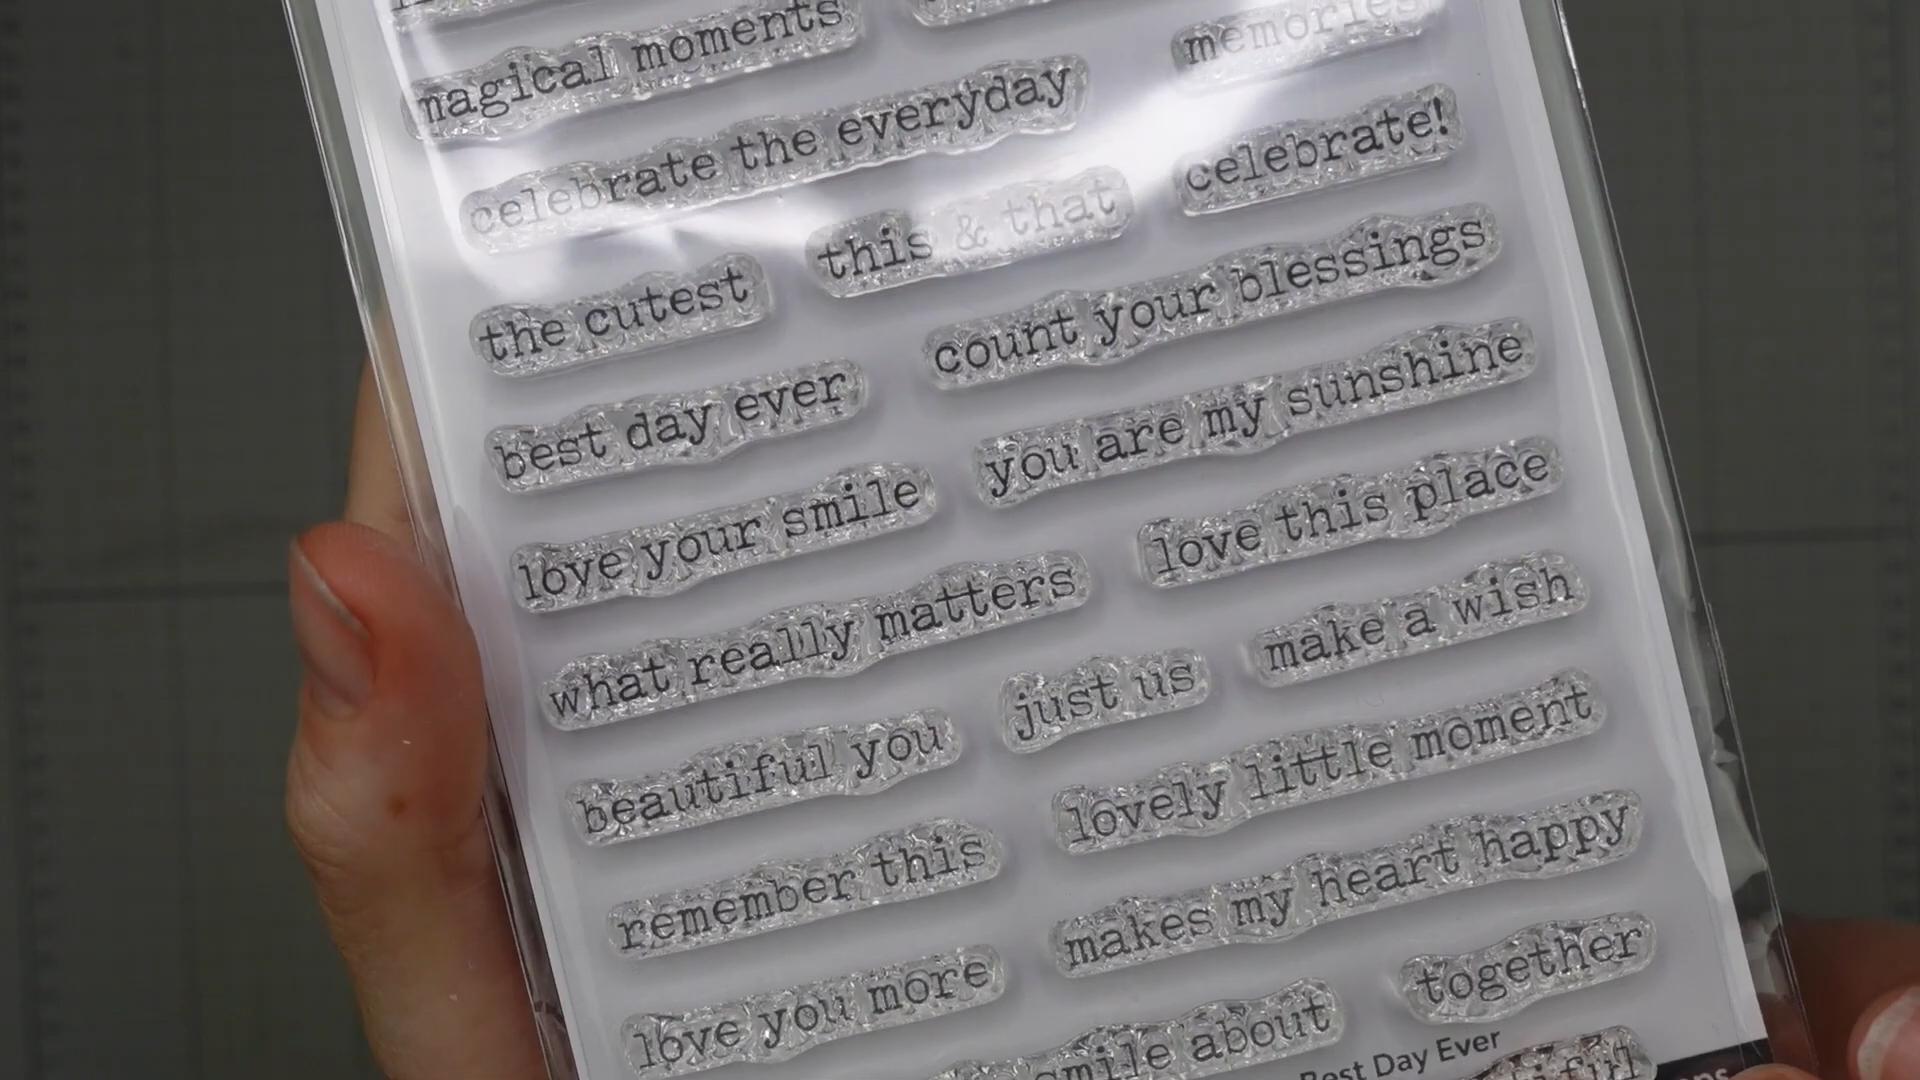 magical moments
memories
celebrate the everyday
celebrate!
this & that
the cutest
count your blessings
best day ever
you are my sunshine
love your smile
love this place
what really matters
make a wish
just us
beautiful you
lovely little moment
remember this
makes my heart happy
love you more
together
smile about
Best Day Ever